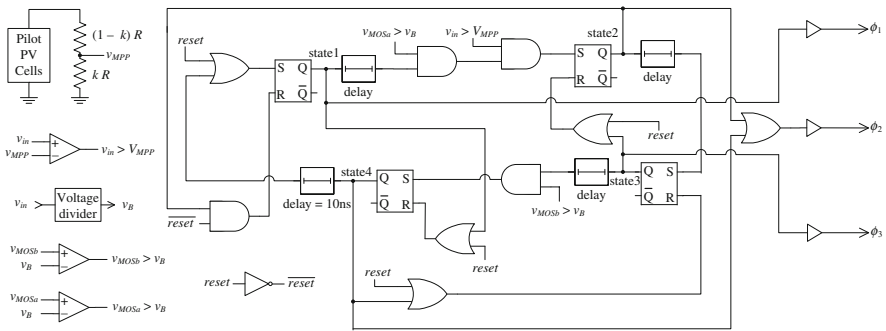 Pilot
PV
Cells
(1 – k) R
v_MPP
k R
v_in
v_MPP
+
−
v_in > V_MPP
v_in
Voltage
divider
v_B
v_MOSb
v_B
+
−
v_MOSb > v_B
v_MOSa
v_B
+
−
v_MOSa > v_B
reset
state1
S Q
R Q̅
delay
v_MOSa > v_B
v_in > V_MPP
state2
S Q
R Q̅
delay
reset
ϕ1
ϕ2
ϕ3
state4
delay = 10ns
Q S
Q̅ R
reset
v_MOSb > v_B
delay
state3
Q S
Q̅ R
r̅e̅s̅e̅t̅
reset
reset r̅e̅s̅e̅t̅